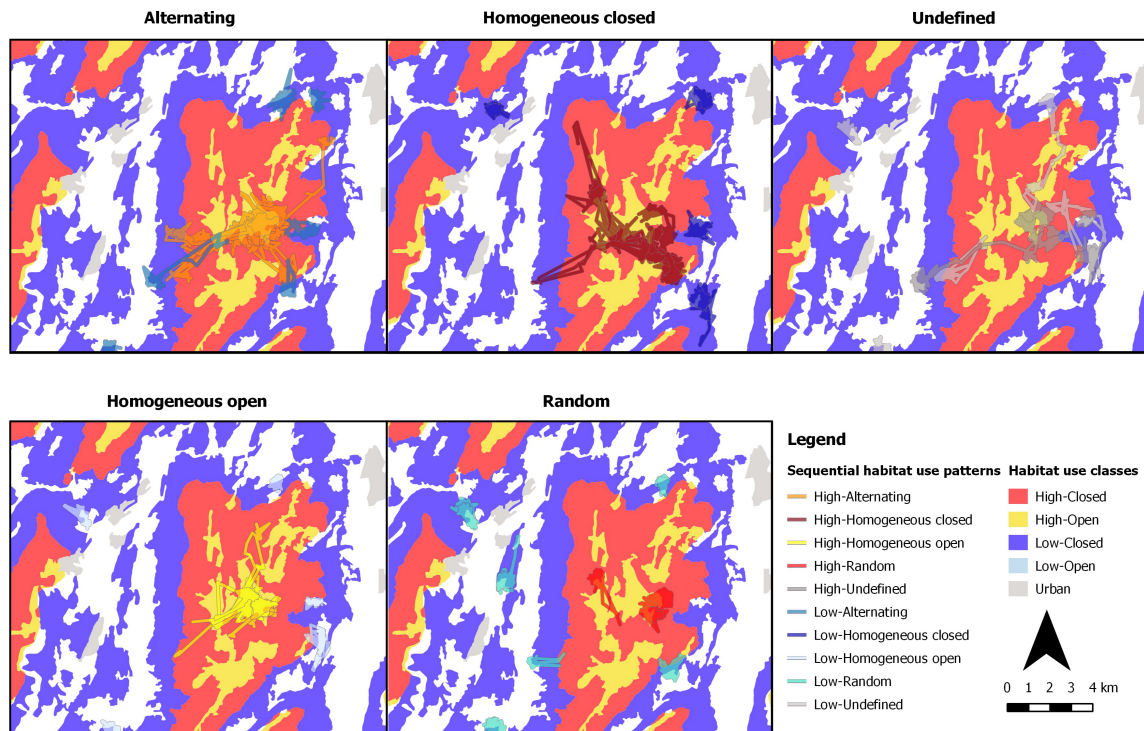 Alternating
Homogeneous closed
Undefined
Homogeneous open
Random
Legend
Sequential habitat use patterns
High-Alternating
High-Homogeneous closed
High-Homogeneous open
High-Random
High-Undefined
Low-Alternating
Low-Homogeneous closed
Low-Homogeneous open
Low-Random
Low-Undefined
Habitat use classes
High-Closed
High-Open
Low-Closed
Low-Open
Urban
0 1 2 3 4 km